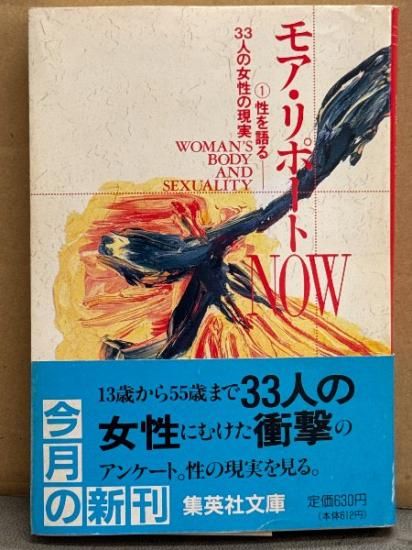 モア・リポート
NOW
①性を語る―
33人の女性の現実
WOMAN'S
BODY
AND
SEXUALITY
今月の新刊
13歳から55歳まで33人の
女性にむけた衝撃の
アンケート。性の現実を見る。
集英社文庫
定価630円
(本体612円)